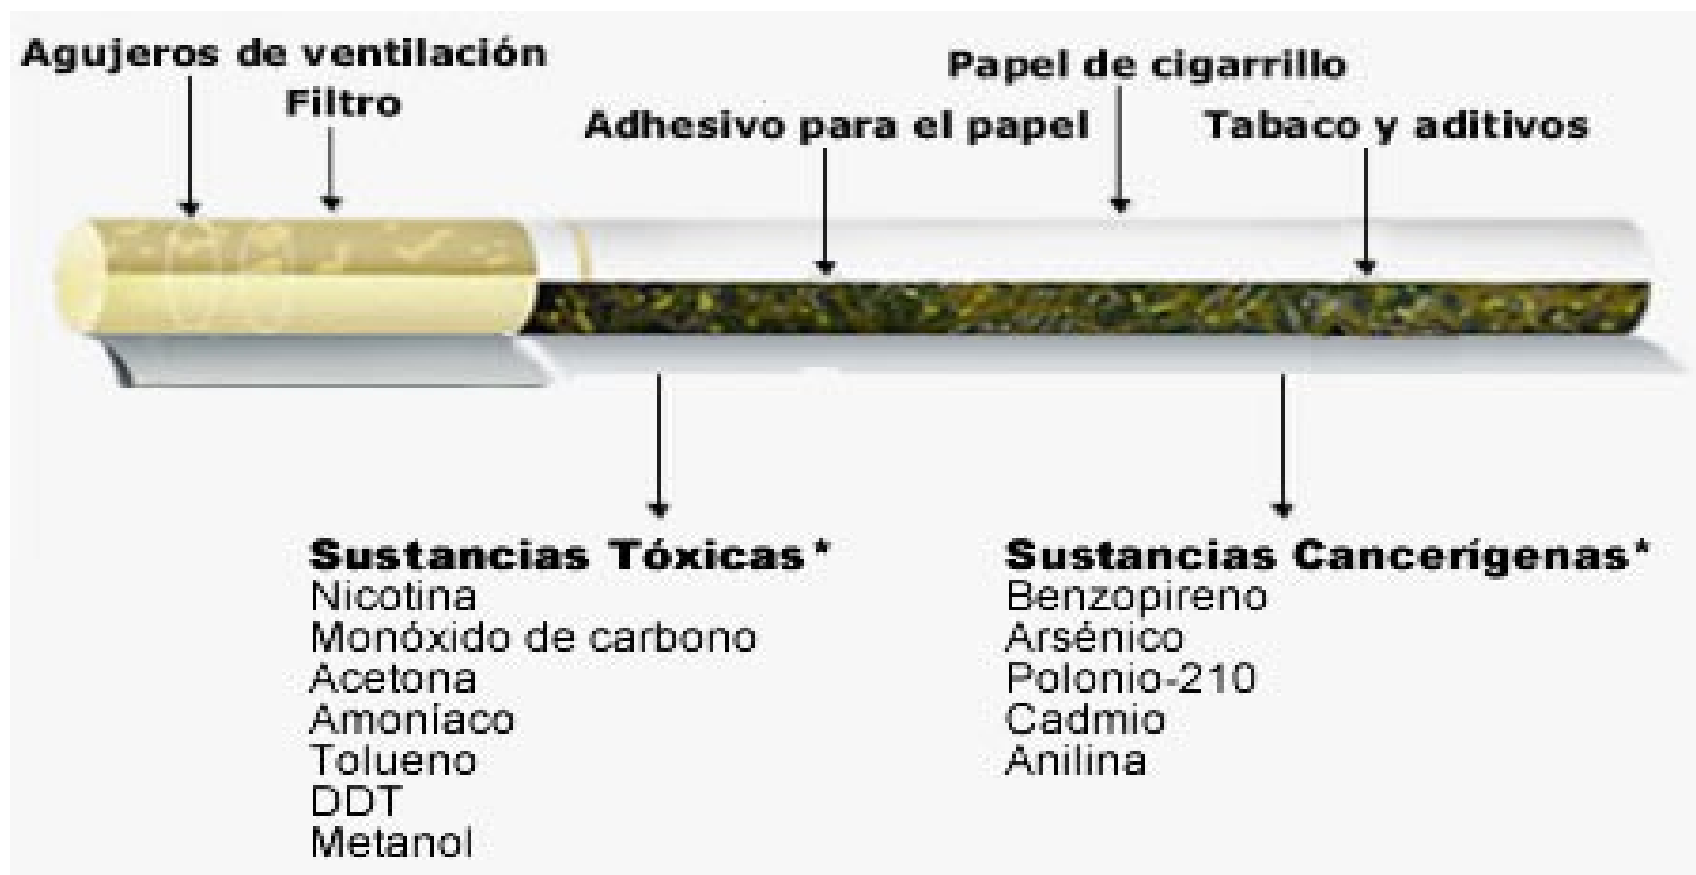 Agujeros de ventilación
Filtro
Papel de cigarrillo
Adhesivo para el papel
Tabaco y aditivos
Sustancias Tóxicas*
Nicotina
Monóxido de carbono
Acetona
Amoníaco
Tolueno
DDT
Metanol
Sustancias Cancerígenas*
Benzopireno
Arsénico
Polonio-210
Cadmio
Anilina